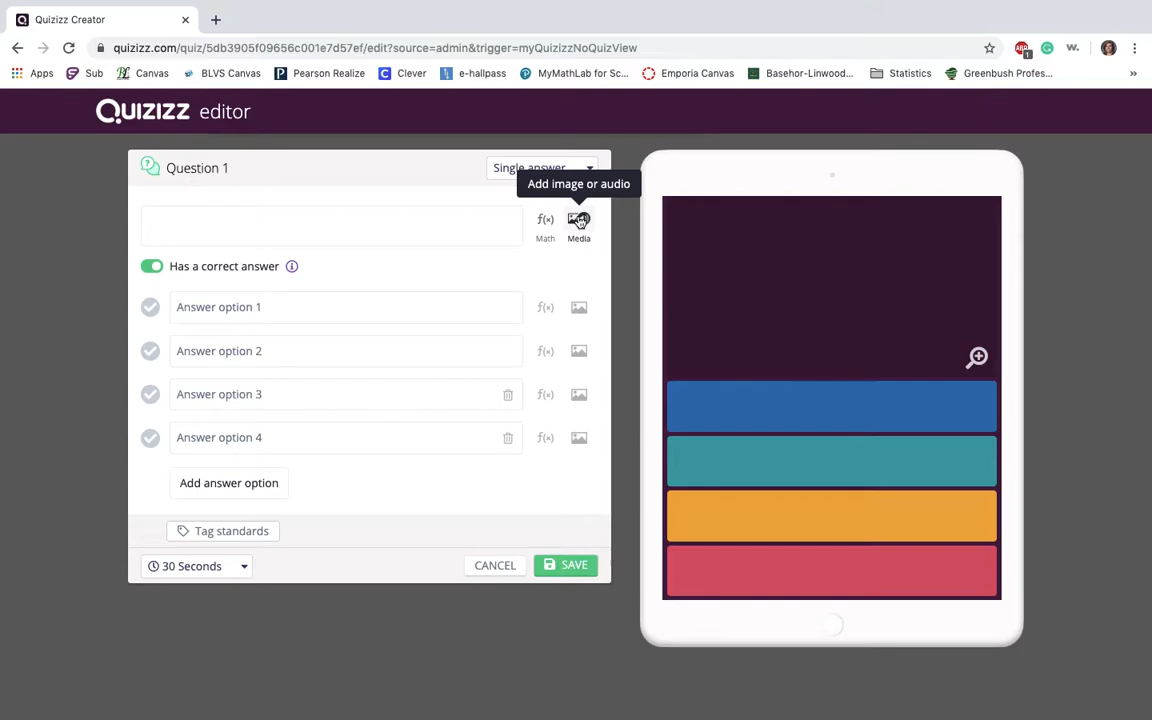 Quizizz Creator
quizizz.com/quiz/5db3905f09656c001e7d57ef/edit?source=admin&trigger=myQuizizzNoQuizView
1
w.
Apps Sub Canvas BLVS Canvas Pearson Realize Clever e-hallpass MyMathLab for Sc... Emporia Canvas Basehor-Linwood... Statistics Greenbush Profes... »
QUIZIZZ editor
Question 1
Single answer
Add image or audio
f(x)
Math Media
Has a correct answer
Answer option 1 f(x)
Answer option 2 f(x)
Answer option 3 f(x)
Answer option 4 f(x)
Add answer option
Tag standards
30 Seconds CANCEL SAVE